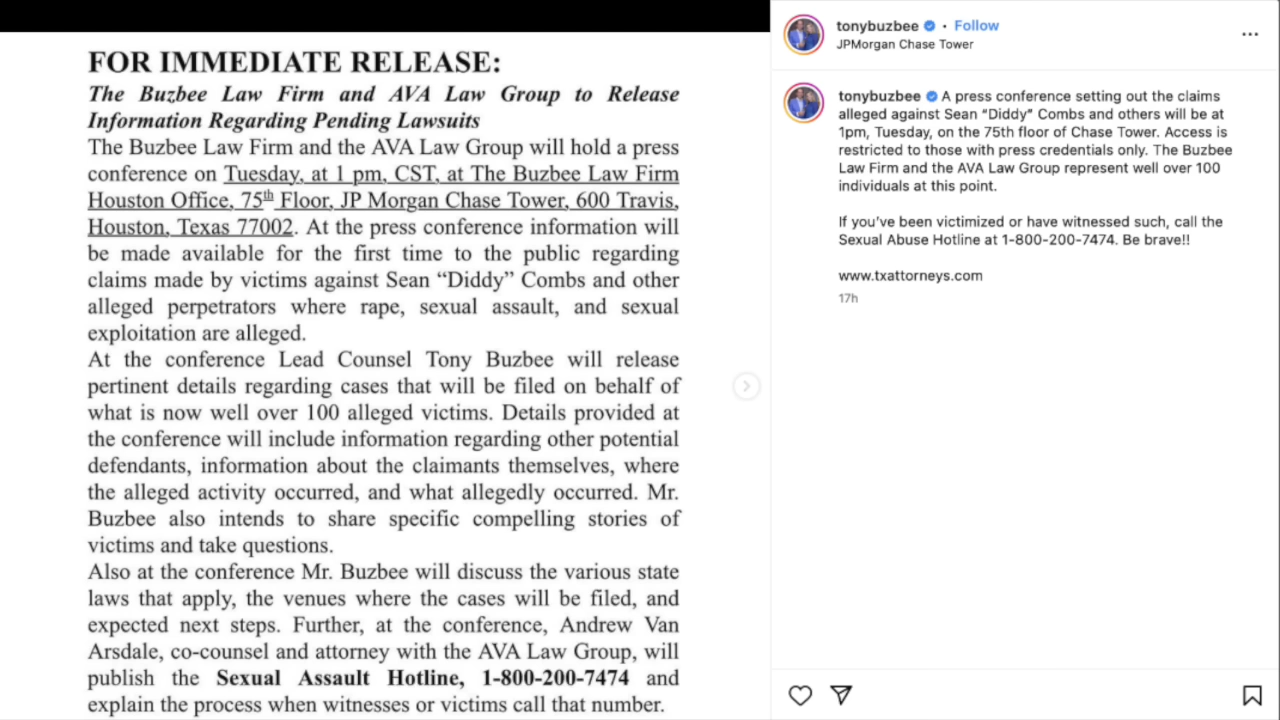 FOR IMMEDIATE RELEASE:
The Buzbee Law Firm and AVA Law Group to Release
Information Regarding Pending Lawsuits
The Buzbee Law Firm and the AVA Law Group will hold a press
conference on Tuesday, at 1 pm, CST, at The Buzbee Law Firm
Houston Office, 75th Floor, JP Morgan Chase Tower, 600 Travis,
Houston, Texas 77002. At the press conference information will
be made available for the first time to the public regarding
claims made by victims against Sean “Diddy” Combs and other
alleged perpetrators where rape, sexual assault, and sexual
exploitation are alleged.
At the conference Lead Counsel Tony Buzbee will release
pertinent details regarding cases that will be filed on behalf of
what is now well over 100 alleged victims. Details provided at
the conference will include information regarding other potential
defendants, information about the claimants themselves, where
the alleged activity occurred, and what allegedly occurred. Mr.
Buzbee also intends to share specific compelling stories of
victims and take questions.
Also at the conference Mr. Buzbee will discuss the various state
laws that apply, the venues where the cases will be filed, and
expected next steps. Further, at the conference, Andrew Van
Arsdale, co-counsel and attorney with the AVA Law Group, will
publish the Sexual Assault Hotline, 1-800-200-7474 and
explain the process when witnesses or victims call that number.
tonybuzbee • Follow
JPMorgan Chase Tower
tonybuzbee A press conference setting out the claims
alleged against Sean “Diddy” Combs and others will be at
1pm, Tuesday, on the 75th floor of Chase Tower. Access is
restricted to those with press credentials only. The Buzbee
Law Firm and the AVA Law Group represent well over 100
individuals at this point.
If you’ve been victimized or have witnessed such, call the
Sexual Abuse Hotline at 1-800-200-7474. Be brave!!
www.txattorneys.com
17h